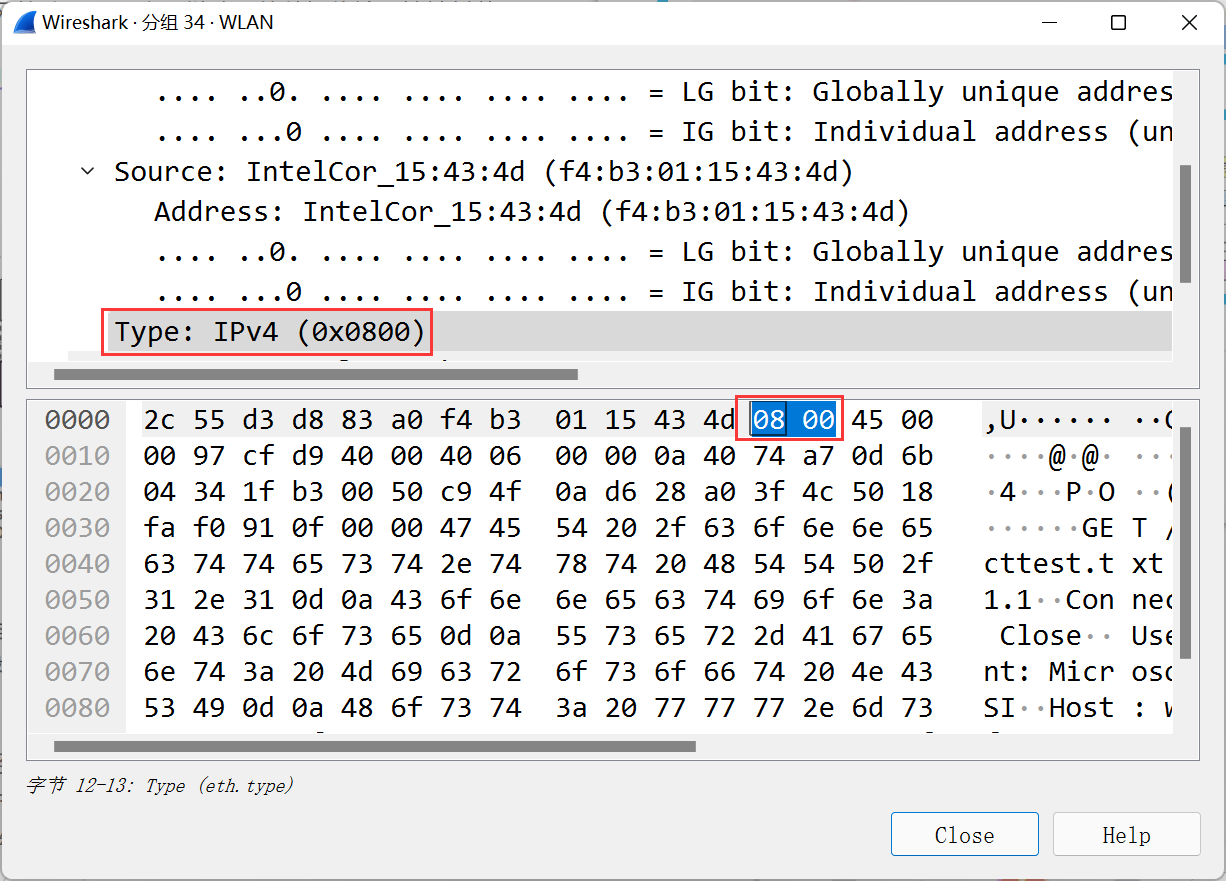 Wireshark · 分组 34 · WLAN
.... ..0. .... .... .... .... = LG bit: Globally unique addres
.... ...0 .... .... .... .... = IG bit: Individual address (un
Source: IntelCor_15:43:4d (f4:b3:01:15:43:4d)
Address: IntelCor_15:43:4d (f4:b3:01:15:43:4d)
.... ..0. .... .... .... .... = LG bit: Globally unique addres
.... ...0 .... .... .... .... = IG bit: Individual address (un
Type: IPv4 (0x0800)
0000 2c 55 d3 d8 83 a0 f4 b3 01 15 43 4d 08 00 45 00 ,U······ ··C
0010 00 97 cf d9 40 00 40 06 00 00 0a 40 74 a7 0d 6b ····@·@· ···
0020 04 34 1f b3 00 50 c9 4f 0a d6 28 a0 3f 4c 50 18 ·4···P·O ··(
0030 fa f0 91 0f 00 00 47 45 54 20 2f 63 6f 6e 6e 65 ······GE T /
0040 63 74 74 65 73 74 2e 74 78 74 20 48 54 54 50 2f cttest.t xt
0050 31 2e 31 0d 0a 43 6f 6e 6e 65 63 74 69 6f 6e 3a 1.1··Con nec
0060 20 43 6c 6f 73 65 0d 0a 55 73 65 72 2d 41 67 65 Close·· Use
0070 6e 74 3a 20 4d 69 63 72 6f 73 6f 66 74 20 4e 43 nt: Micr oso
0080 53 49 0d 0a 48 6f 73 74 3a 20 77 77 77 2e 6d 73 SI··Host : w
字节 12-13: Type (eth.type)
Close Help